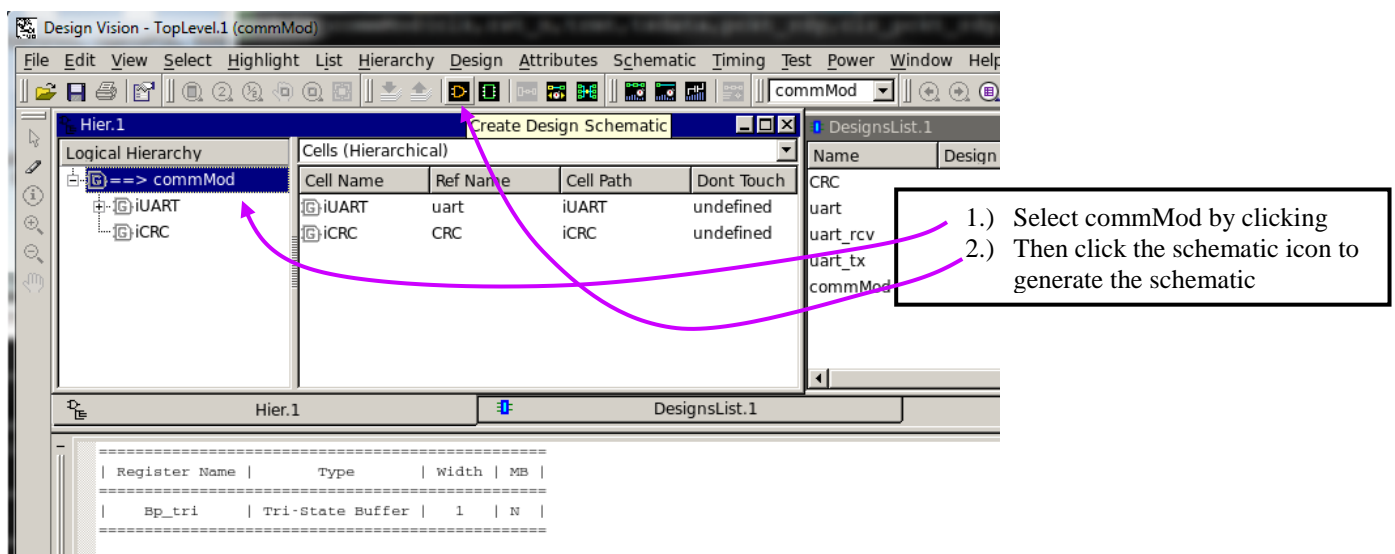 Design Vision - TopLevel.1 (commMod)
File Edit View Select Highlight List Hierarchy Design Attributes Schematic Timing Test Power Window Help
commMod
Hier.1
Create Design Schematic
DesignsList.1
Logical Hierarchy
Cells (Hierarchical)
Name Design
==> commMod
Cell Name Ref Name Cell Path Dont Touch
CRC
iUART
iUART uart iUART undefined
uart
iCRC
iCRC CRC iCRC undefined
uart_rcv
uart_tx
commMod
1.) Select commMod by clicking
2.) Then click the schematic icon to
generate the schematic
Hier.1
DesignsList.1
===============================================
| Register Name | Type | Width | MB |
===============================================
| Bp_tri | Tri-State Buffer | 1 | N |
===============================================